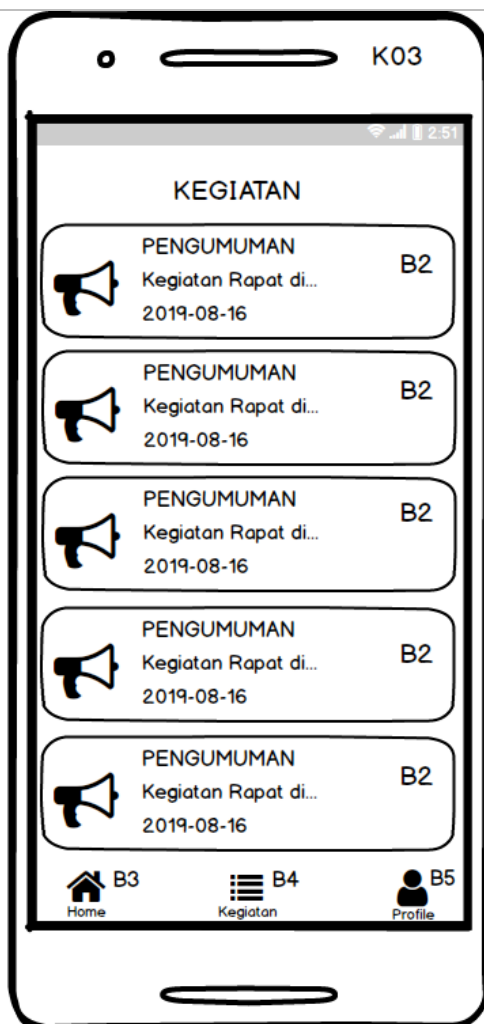 K03
2:51
KEGIATAN
PENGUMUMAN
B2
Kegiatan Rapat di...
2019-08-16
PENGUMUMAN
B2
Kegiatan Rapat di...
2019-08-16
PENGUMUMAN
B2
Kegiatan Rapat di...
2019-08-16
PENGUMUMAN
B2
Kegiatan Rapat di...
2019-08-16
PENGUMUMAN
B2
Kegiatan Rapat di...
2019-08-16
B3
B4
B5
Home
Kegiatan
Profile